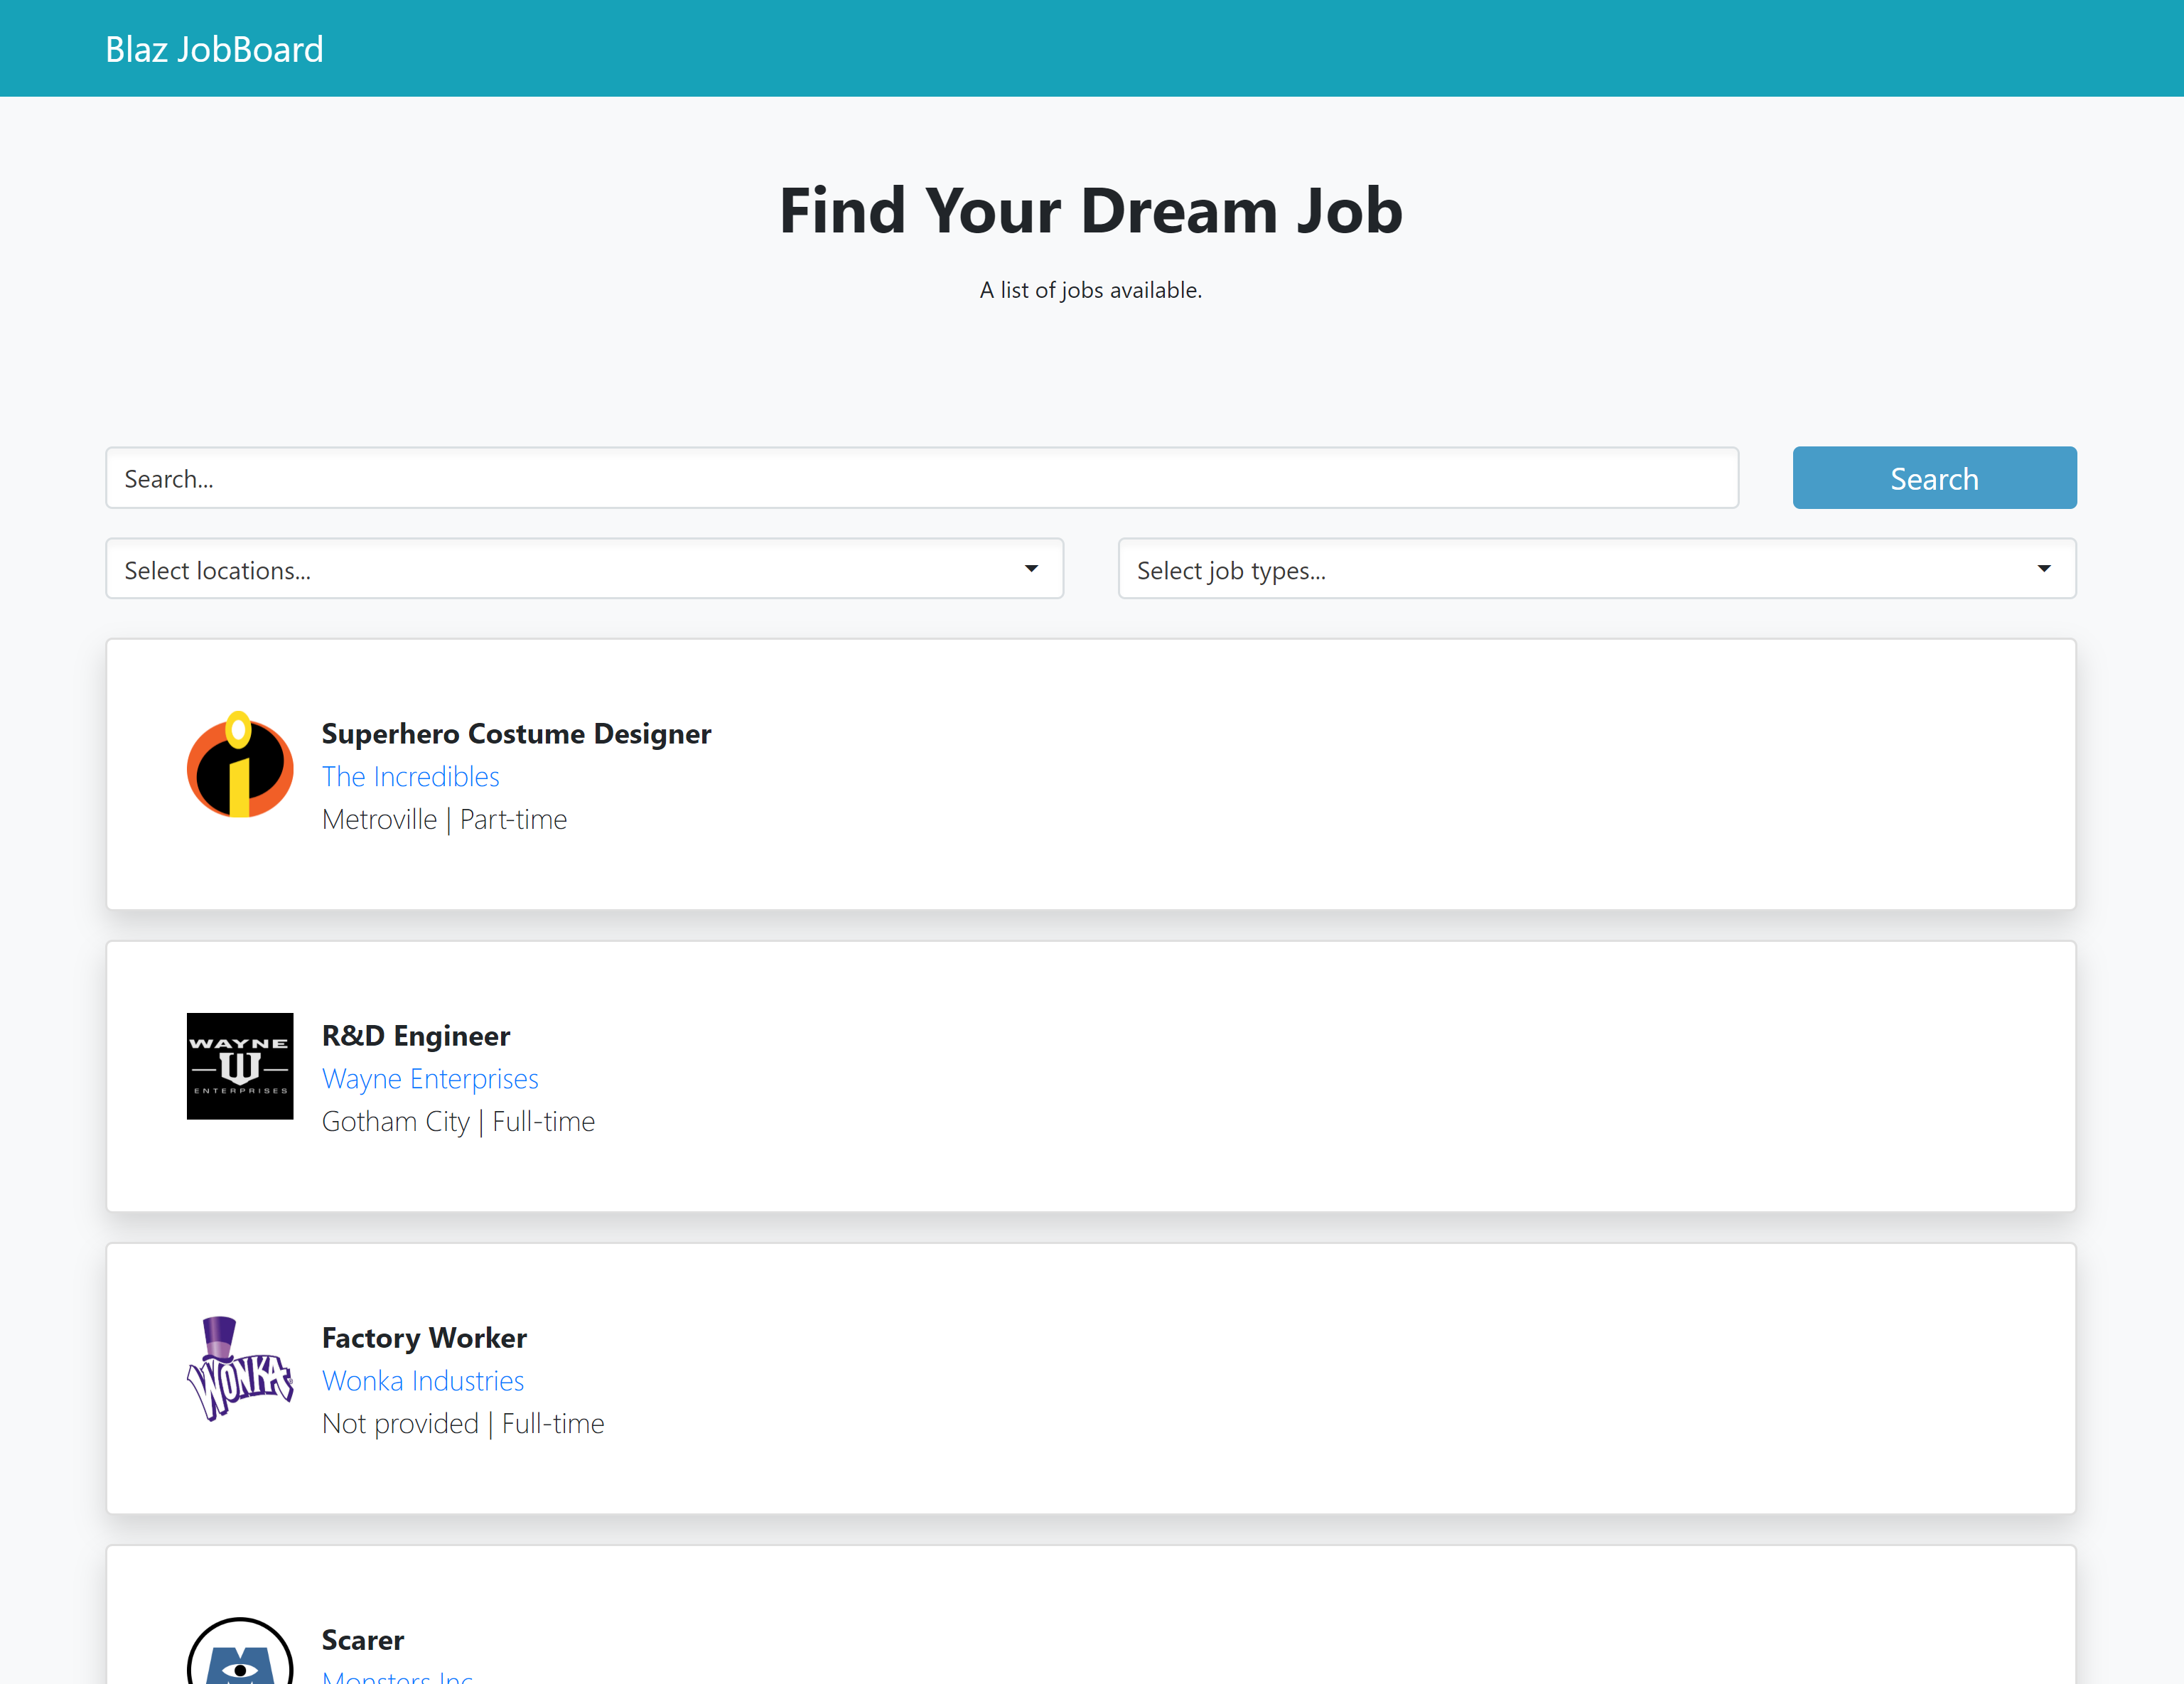 Blaz JobBoard
Find Your Dream Job
A list of jobs available.
Search...
Search
Select locations...
Select job types...
Superhero Costume Designer
The Incredibles
Metroville | Part-time
WAYNE
W
ENTERPRISES
R&D Engineer
Wayne Enterprises
Gotham City | Full-time
WONKA
Factory Worker
Wonka Industries
Not provided | Full-time
Scarer
Monsters Inc